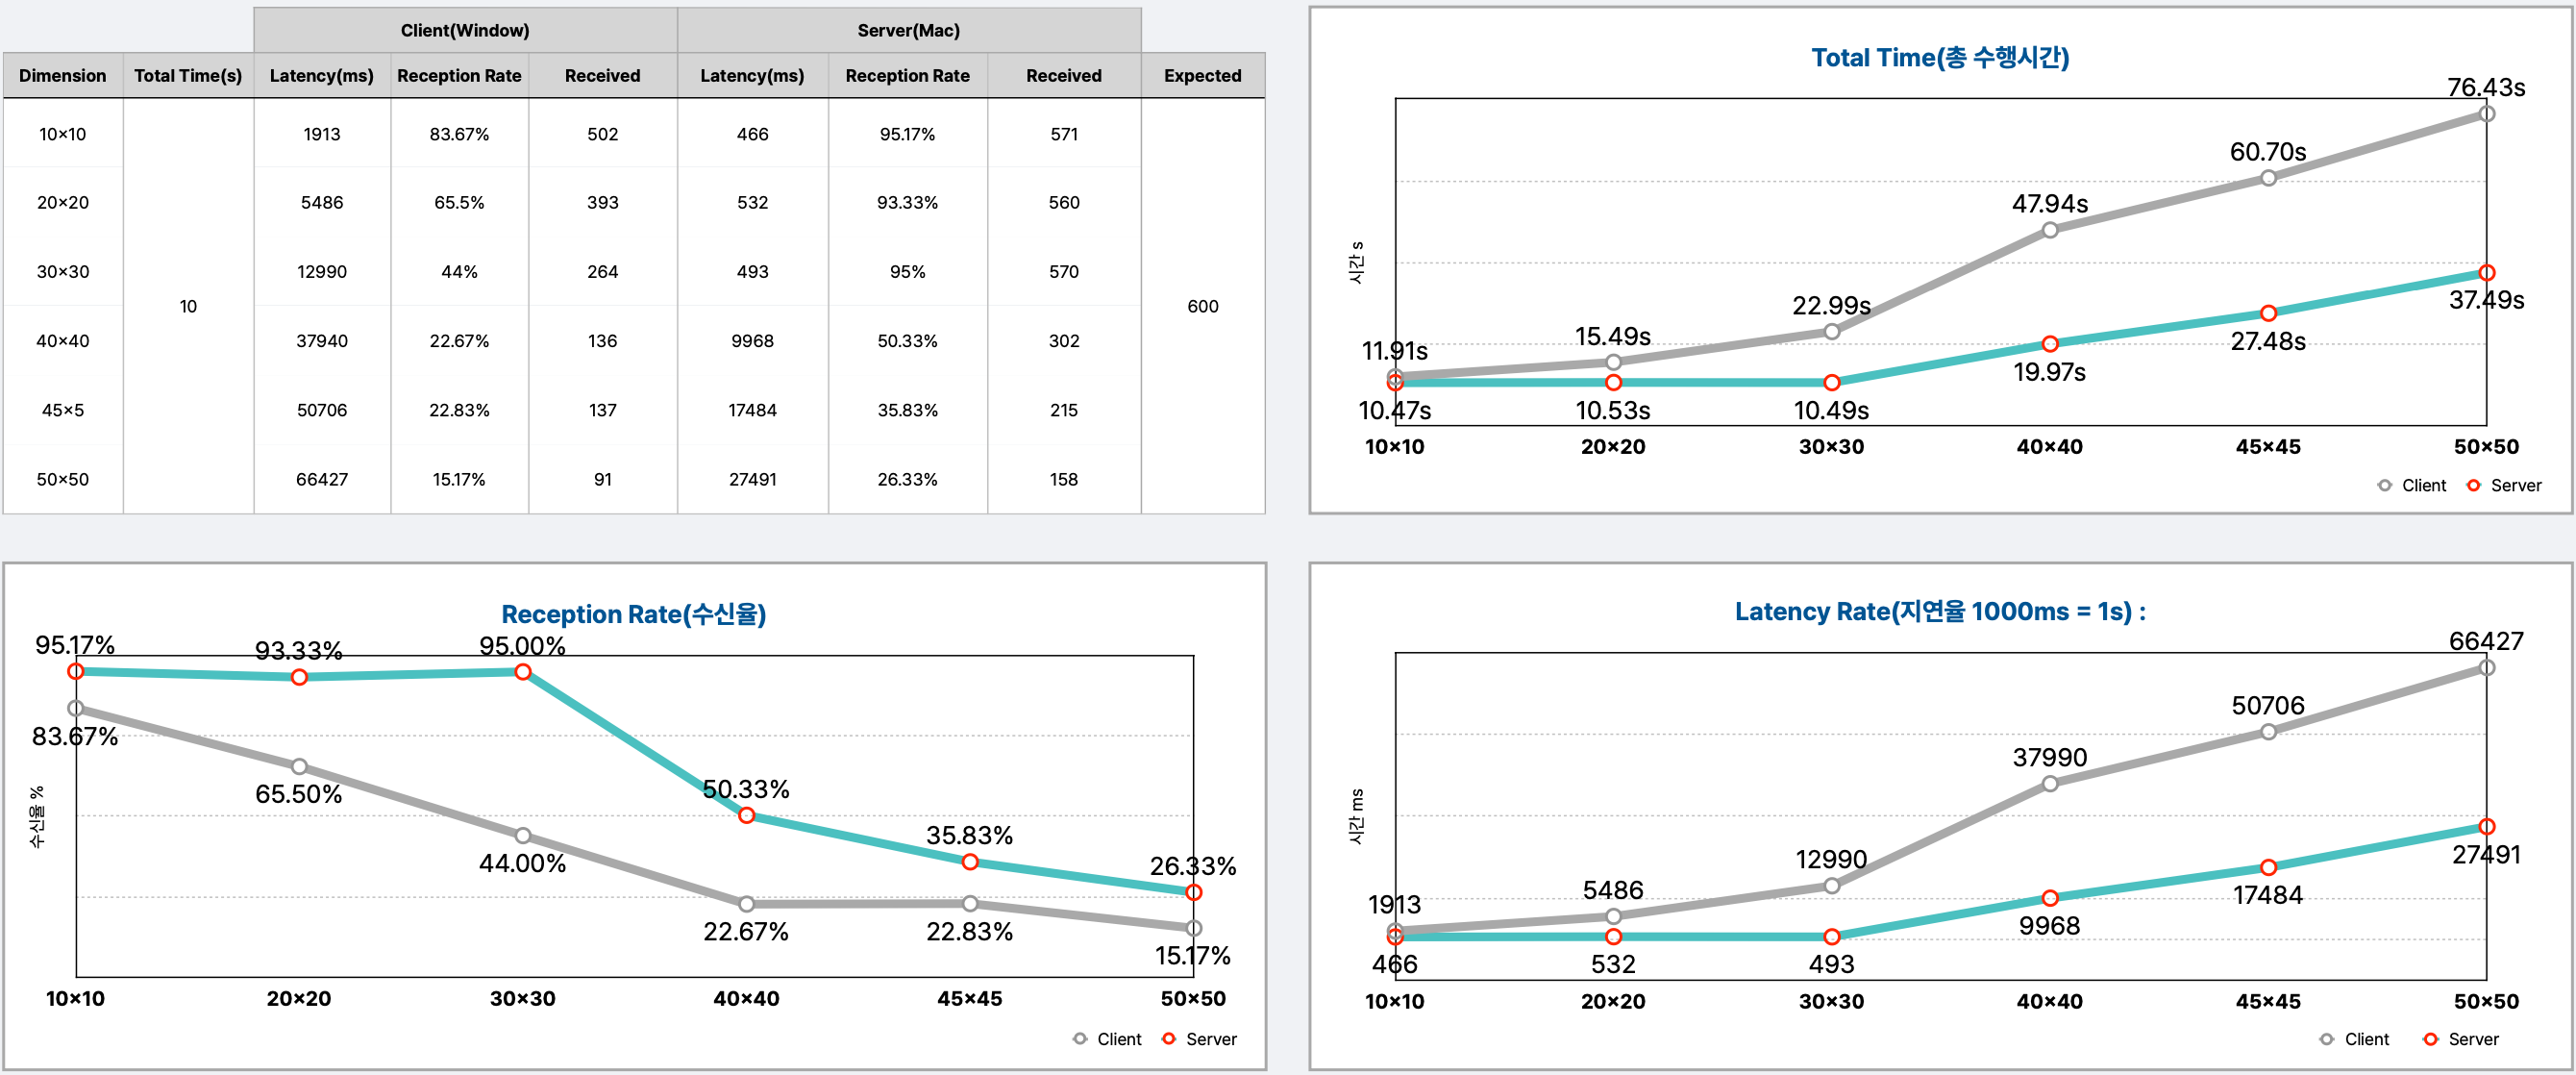 Client(Window) Server(Mac)
Dimension Total Time(s) Latency(ms) Reception Rate Received Latency(ms) Reception Rate Received Expected
10×10 1913 83.67% 502 466 95.17% 571
20×20 5486 65.5% 393 532 93.33% 560
30×30 12990 44% 264 493 95% 570
10 600
40×40 37940 22.67% 136 9968 50.33% 302
45×5 50706 22.83% 137 17484 35.83% 215
50×50 66427 15.17% 91 27491 26.33% 158
Total Time(총 수행시간)
76.43s
60.70s
47.94s
22.99s
15.49s
11.91s
37.49s
27.48s
19.97s
10.47s 10.53s 10.49s
시간 s
10×10 20×20 30×30 40×40 45×45 50×50
Client Server
Reception Rate(수신율)
95.17% 93.33% 95.00%
83.67%
65.50%
50.33%
44.00%
35.83%
26.33%
22.67% 22.83%
15.17%
수신율 %
10×10 20×20 30×30 40×40 45×45 50×50
Client Server
Latency Rate(지연율 1000ms = 1s) :
66427
50706
37990
12990
5486
1913
27491
17484
9968
466 532 493
시간 ms
10×10 20×20 30×30 40×40 45×45 50×50
Client Server